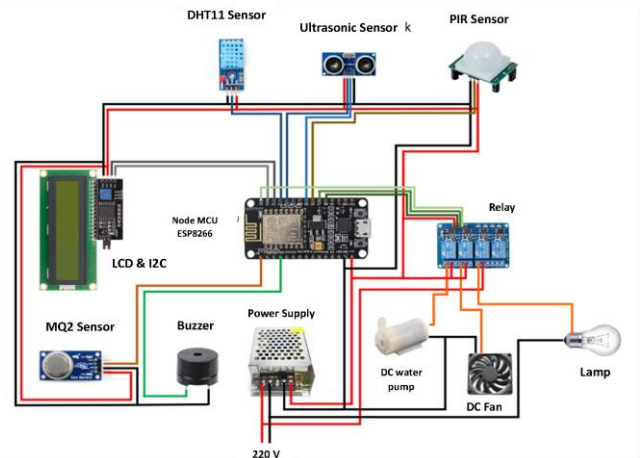 DHT11 Sensor
Ultrasonic Sensor k
PIR Sensor
Node MCU
ESP8266
Relay
LCD & I2C
MQ2 Sensor
Buzzer
Power Supply
DC water
pump
DC Fan
Lamp
220 V